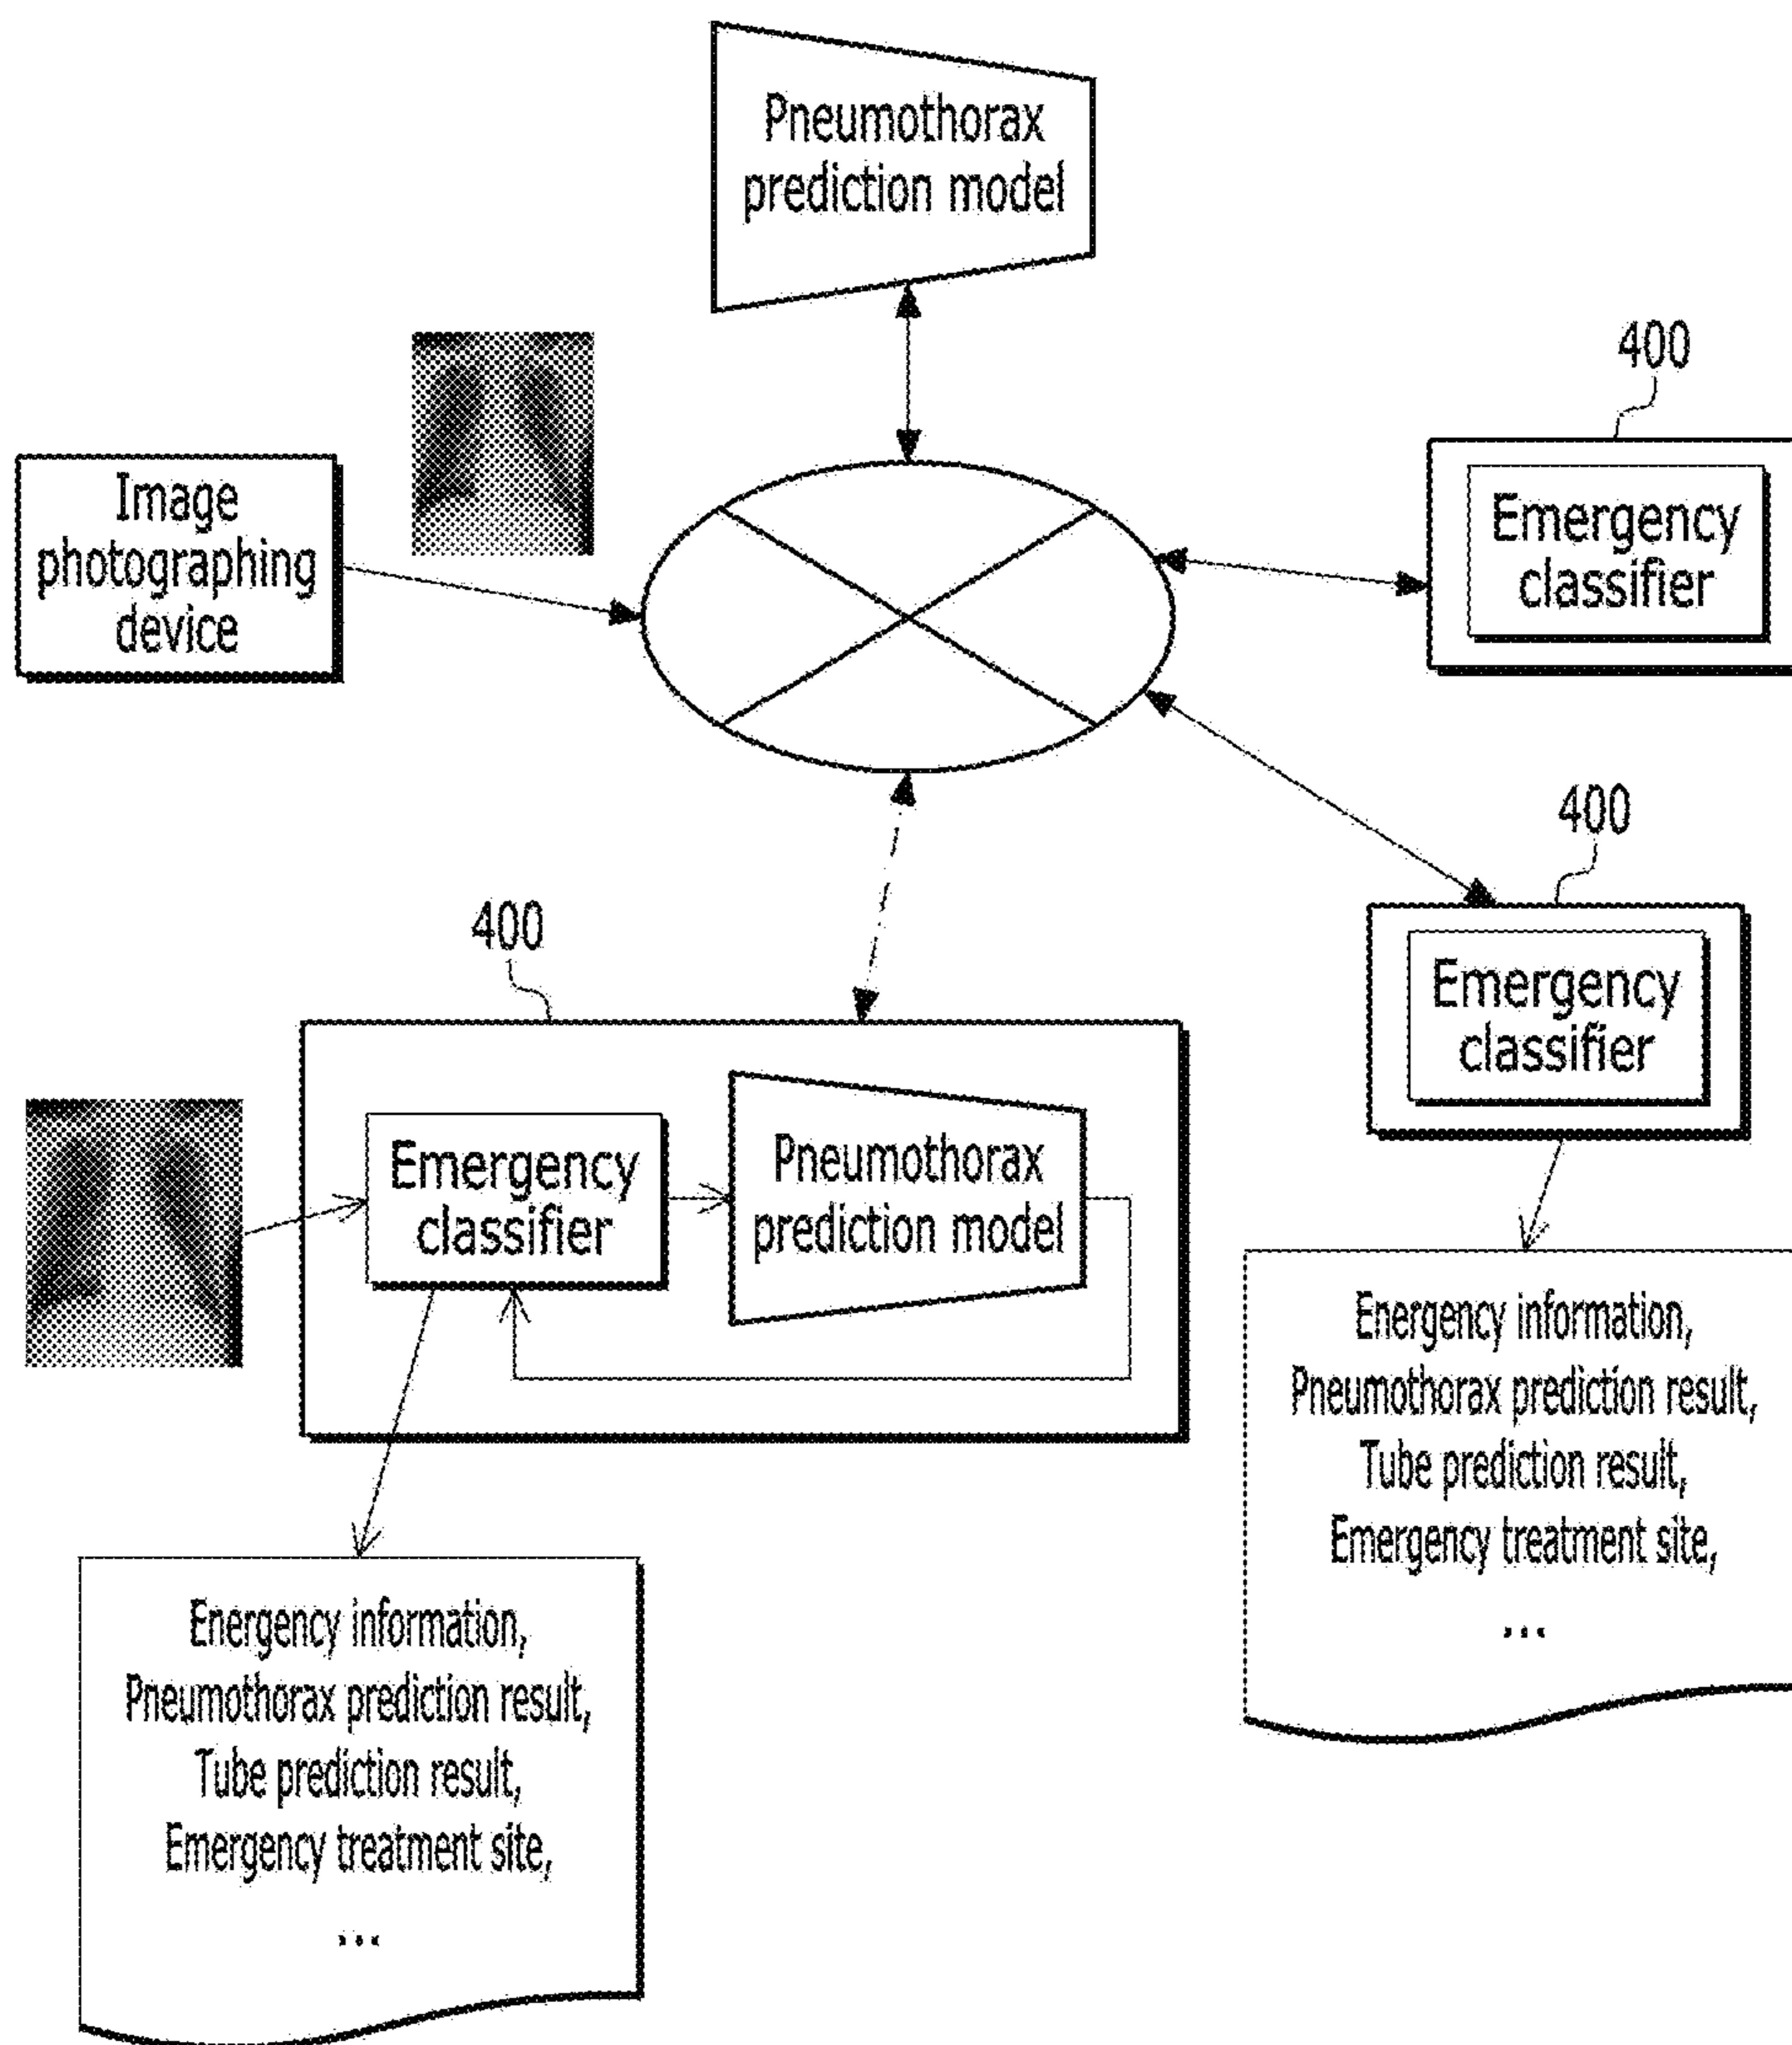 Pneumothorax
prediction model
400
Image
photographing
device
Emergency
classifier
400
Emergency
classifier
400
Emergency
classifier
Pneumothorax
prediction model
Energency information,
Pneumothorax prediction result,
Tube prediction result,
Emergency treatment site,
...
Energency information,
Pneumothorax prediction result,
Tube prediction result,
Emergency treatment site,
...